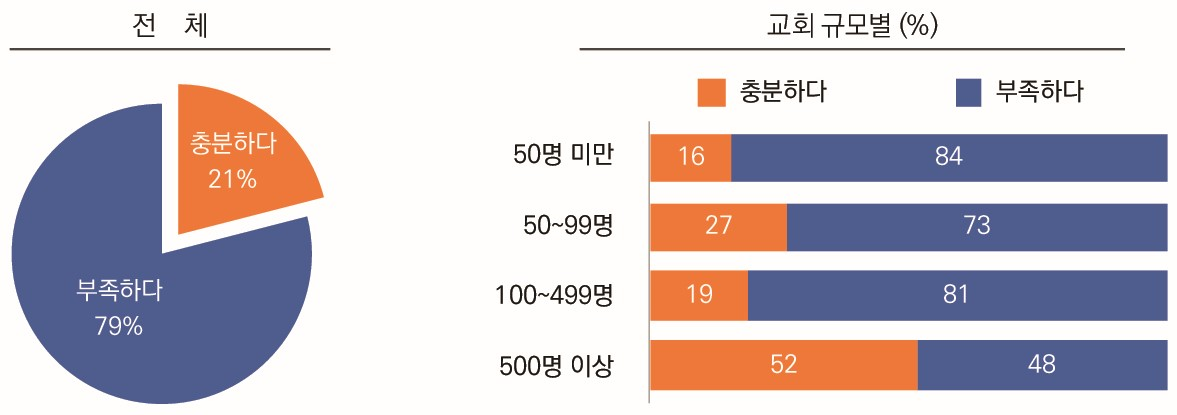 전 체
충분하다
21%
부족하다
79%
교회 규모별 (%)
충분하다 부족하다
50명 미만 16 84
50~99명 27 73
100~499명 19 81
500명 이상 52 48